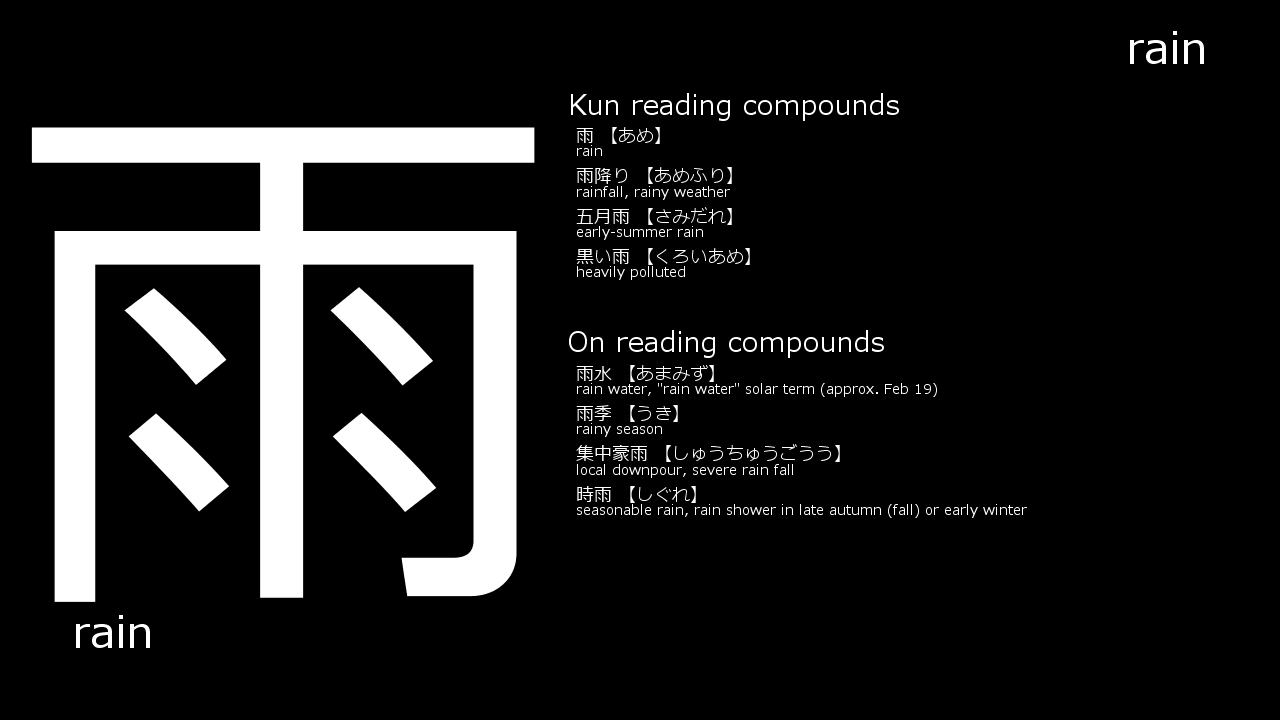 rain
雨
rain
Kun reading compounds
雨 【あめ】
rain
雨降り 【あめふり】
rainfall, rainy weather
五月雨 【さみだれ】
early-summer rain
黒い雨 【くろいあめ】
heavily polluted
On reading compounds
雨水 【あまみず】
rain water, "rain water" solar term (approx. Feb 19)
雨季 【うき】
rainy season
集中豪雨 【しゅうちゅうごうう】
local downpour, severe rain fall
時雨 【しぐれ】
seasonable rain, rain shower in late autumn (fall) or early winter